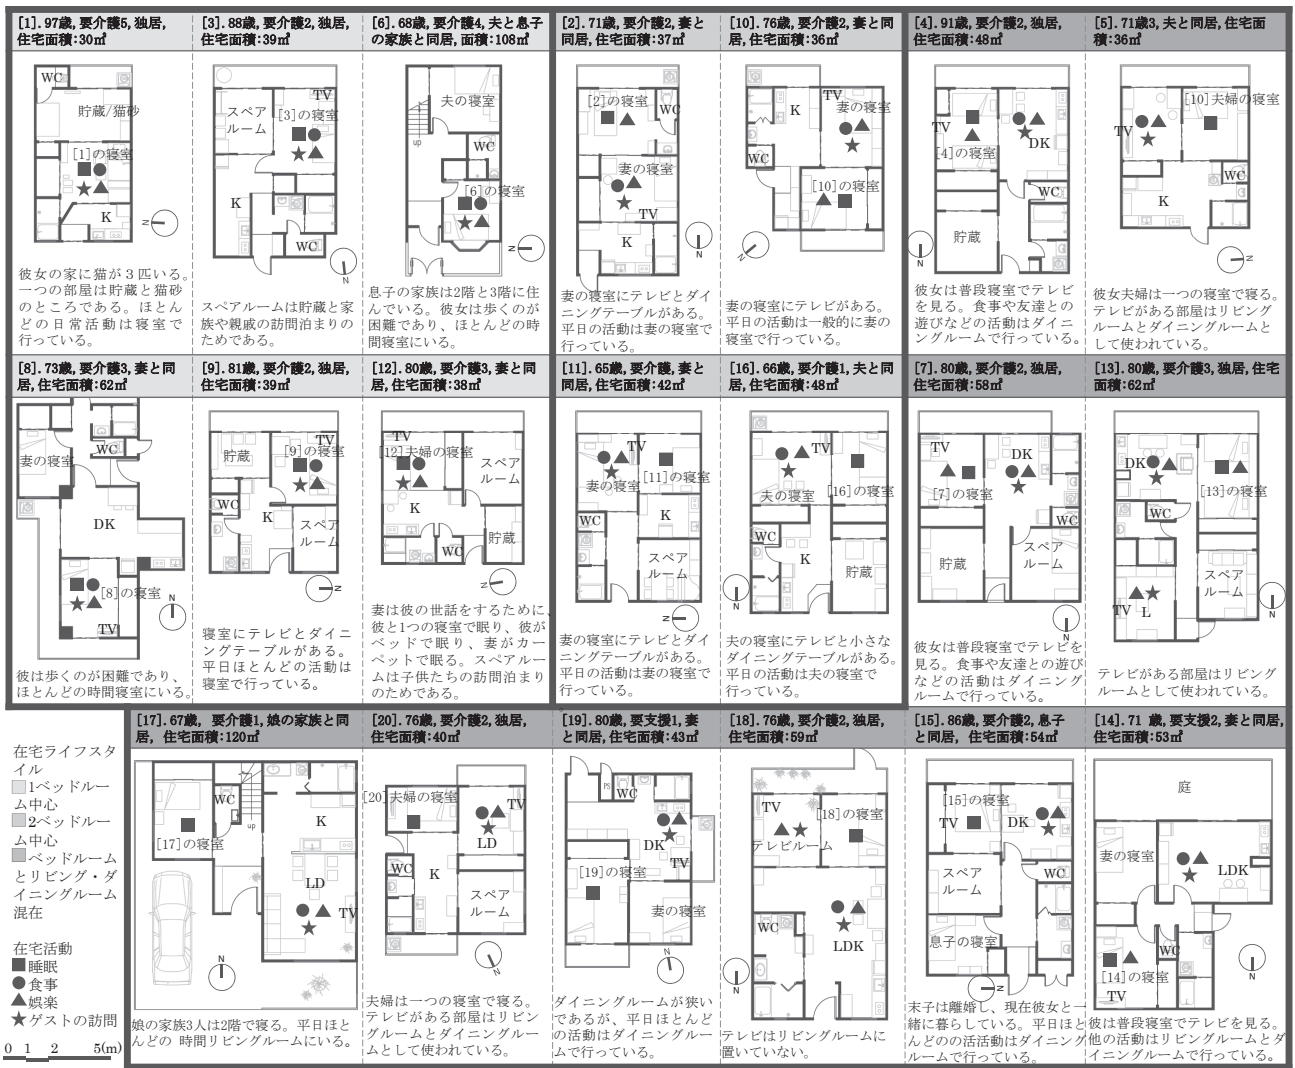 [1].97歳,要介護5,独居,
住宅面積:30㎡
WC
貯蔵/猫砂
[1]の寝室
K
N
彼女の家に猫が3匹いる。
一つの部屋は貯蔵と猫砂
のところである。ほとん
どの日常活動は寝室で
行っている。
[3].88歳,要介護2,独居,
住宅面積:39㎡
TV
スペア
ルーム
[3]の寝室
K
WC
N
スペアルームは貯蔵と家
族や親戚の訪問泊まりの
ためである。
[6].68歳,要介護4,夫と息子
の家族と同居,面積:108㎡
夫の寝室
up
WC
[6]の寝室
N
息子の家族は2階と3階に住
んでいる。彼女は歩くのが
困難であり、ほとんどの時
間寝室にいる。
[2].71歳,要介護2,妻と
同居,住宅面積:37㎡
[2]の寝室
WC
妻の寝室
TV
K
N
妻の寝室にテレビとダイ
ニングテーブルがある。
平日の活動は妻の寝室で
行っている。
[10].76歳,要介護2,妻と同
居,住宅面積:36㎡
K
TV
妻の寝室
WC
[10]の寝室
N
妻の寝室にテレビがある。
平日の活動は一般的に妻の
寝室で行っている。
[4].91歳,要介護2,独居,
住宅面積:48㎡
TV
DK
[4]の寝室
WC
貯蔵
N
彼女は普段寝室でテレビ
を見る。食事や友達との
遊びなどの活動はダイニ
ングルームで行っている。
[5].71歳3,夫と同居,住宅面
積:36㎡
[10]夫婦の寝室
TV
WC
K
N
彼女夫婦は一つの寝室で寝る。
テレビがある部屋はリビング
ルームとダイニングルームと
して使われている。
[8].73歳,要介護3,妻と同
居,住宅面積:62㎡
妻の寝室
WC
DK
[8]の寝室
TV
N
彼は歩くのが困難であり、
ほとんどの時間寝室にいる。
[9].81歳,要介護2,独居,
住宅面積:39㎡
TV
貯蔵
[9]の寝室
WC
K
スペア
ルーム
N
寝室にテレビとダイニ
ングテーブルがある。
平日ほとんどの活動は
寝室で行っている。
[12].80歳,要介護3,妻と同
居,住宅面積:38㎡
TV
[12]夫婦の寝室
スペア
ルーム
K
WC
貯蔵
N
妻は彼の世話をするために、
彼と1つの寝室で眠り、彼が
ベッドで眠り、妻がカー
ペットで眠る。スペアルー
ムは子供たちの訪問泊まり
のためである。
[11].65歳,要介護,妻と
同居,住宅面積:42㎡
TV
妻の寝室
[11]の寝室
WC
K
スペア
ルーム
N
妻の寝室にテレビとダイ
ニングテーブルがある。
平日の活動は妻の寝室で
行っている。
[16].66歳,要介護1,夫と同
居,住宅面積:48㎡
TV
夫の寝室
[16]の寝室
WC
K
貯蔵
N
夫の寝室にテレビと小さな
ダイニングテーブルがある。
平日の活動は夫の寝室で
行っている。
[7].80歳,要介護2,独居,
住宅面積:58㎡
TV
DK
[7]の寝室
WC
貯蔵
スペア
ルーム
N
彼女は普段寝室でテレビを
見る。食事や友達との遊び
などの活動はダイニング
ルームで行っている。
[13].80歳,要介護3,独居,住宅
面積:62㎡
DK
[13]の寝室
WC
スペア
ルーム
TV
L
N
テレビがある部屋はリビング
ルームとして使われている。
在宅ライフスタ
イル
1ベッドルー
ム中心
2ベッドルー
ム中心
ベッドルーム
とリビング・ダ
イニングルーム
混在
在宅活動
睡眠
食事
娯楽
ゲストの訪問
0 1 2 5(m)
[17].67歳, 要介護1,娘の家族と同
居, 住宅面積:120㎡
WC
up
K
[17]の寝室
LD
TV
N
娘の家族3人は2階で寝る。平日ほと
んどの 時間リビングルームにいる。
[20].76歳,要介護2,独居,
住宅面積:40㎡
[20]夫婦の寝室
TV
LD
WC
K
スペア
ルーム
N
夫婦は一つの寝室で寝る。
テレビがある部屋はリビン
グルームとダイニングルー
ムとして使われている。
[19].80歳,要支援1,妻
と同居,住宅面積:43㎡
PS
WC
DK
TV
[19]の寝室
妻の寝室
N
ダイニングルームが狭い
であるが、平日ほとんど
の活動はダイニングルー
ムで行っている。
[18].76歳,要介護2,独居,
住宅面積:59㎡
TV
[18]の寝室
テレビルーム
WC
LDK
N
テレビはリビングルームに
置いていない。
[15].86歳,要介護2,息子
と同居, 住宅面積:54㎡
[15]の寝室
TV
DK
スペア
ルーム
WC
息子の寝室
N
末子は離婚し、現在彼女と一
緒に暮らしている。平日ほと
んどのの活活動はダイニング
ルームで行っている。
[14].71 歳,要支援2,妻と同居,
住宅面積:53㎡
庭
妻の寝室
LDK
WC
[14]の寝室
TV
N
彼は普段寝室でテレビを見る。
他の活動はリビングルームとダ
イニングルームで行っている。